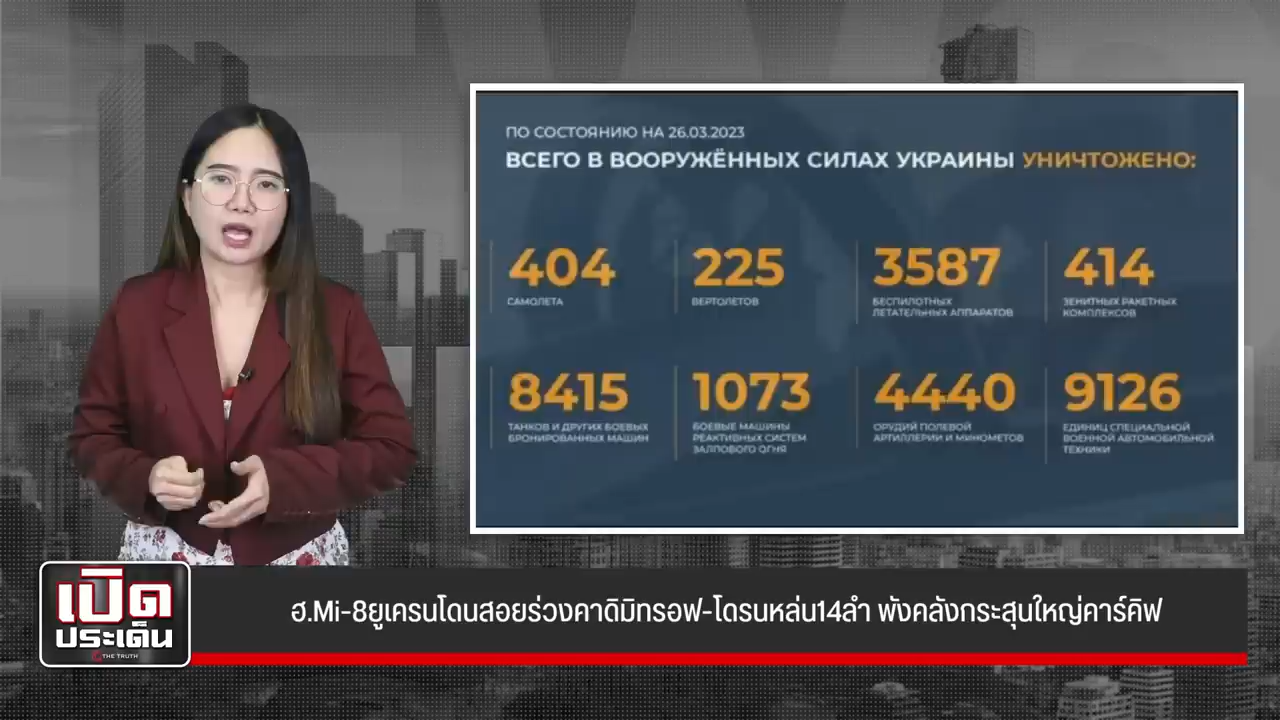 ПО СОСТОЯНИЮ НА 26.03.2023
ВСЕГО В ВООРУЖЁННЫХ СИЛАХ УКРАИНЫ УНИЧТОЖЕНО:
404
САМОЛЕТА
225
ВЕРТОЛЕТОВ
3587
БЕСПИЛОТНЫХ
ЛЕТАТЕЛЬНЫХ АППАРАТОВ
414
ЗЕНИТНЫХ РАКЕТНЫХ
КОМПЛЕКСОВ
8415
ТАНКОВ И ДРУГИХ БОЕВЫХ
БРОНИРОВАННЫХ МАШИН
1073
БОЕВЫЕ МАШИНЫ
РЕАКТИВНЫХ СИСТЕМ
ЗАЛПОВОГО ОГНЯ
4440
ОРУДИЙ ПОЛЕВОЙ
АРТИЛЛЕРИИ И МИНОМЕТОВ
9126
ЕДИНИЦ СПЕЦИАЛЬНОЙ
ВОЕННОЙ АВТОМОБИЛЬНОЙ
ТЕХНИКИ
เปิด
ประเด็น
THE TRUTH
ฮ.Mi-8ยูเครนโดนสอยร่วงคาดิมิทรอฟ-โดรนหล่น14ลำ พังคลังกระสุนใหญ่คาร์คิฟ